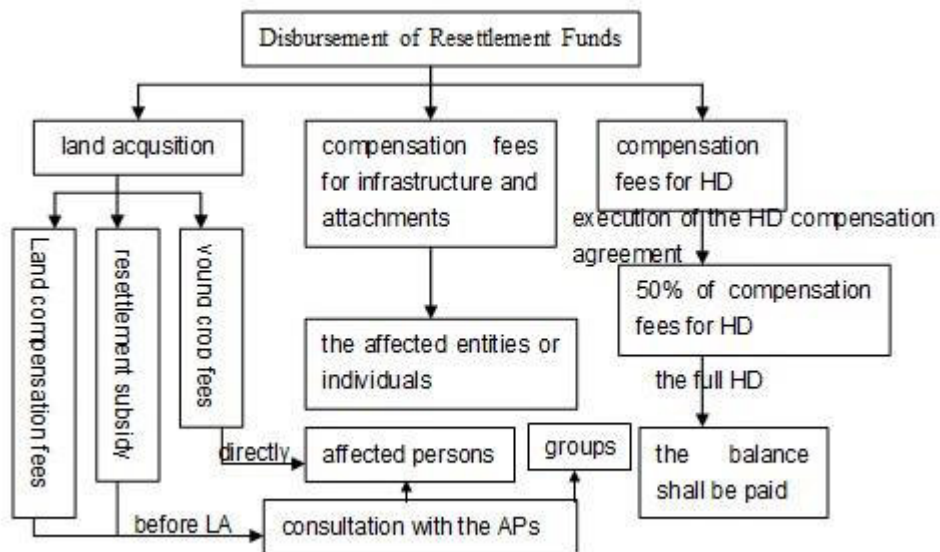 Disbursement of Resettlement Funds
land acqusition
compensation fees
for infrastructure and
attachments
compensation
fees for HD
execution of the HD compensation
agreement
Land compensation fees
resettlement subsidy
young crop fees
50% of compensation
fees for HD
the affected entities or
individuals
the full HD
directly
affected persons
groups
the balance
shall be paid
before LA
consultation with the APs